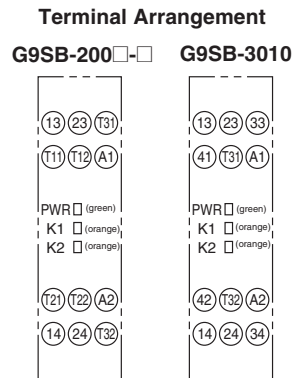 Terminal Arrangement
G9SB-200□-□ G9SB-3010
13 23 T31
T11 T12 A1
PWR (green)
K1 (orange)
K2 (orange)
T21 T22 A2
14 24 T32
13 23 33
41 T31 A1
PWR (green)
K1 (orange)
K2 (orange)
42 T32 A2
14 24 34